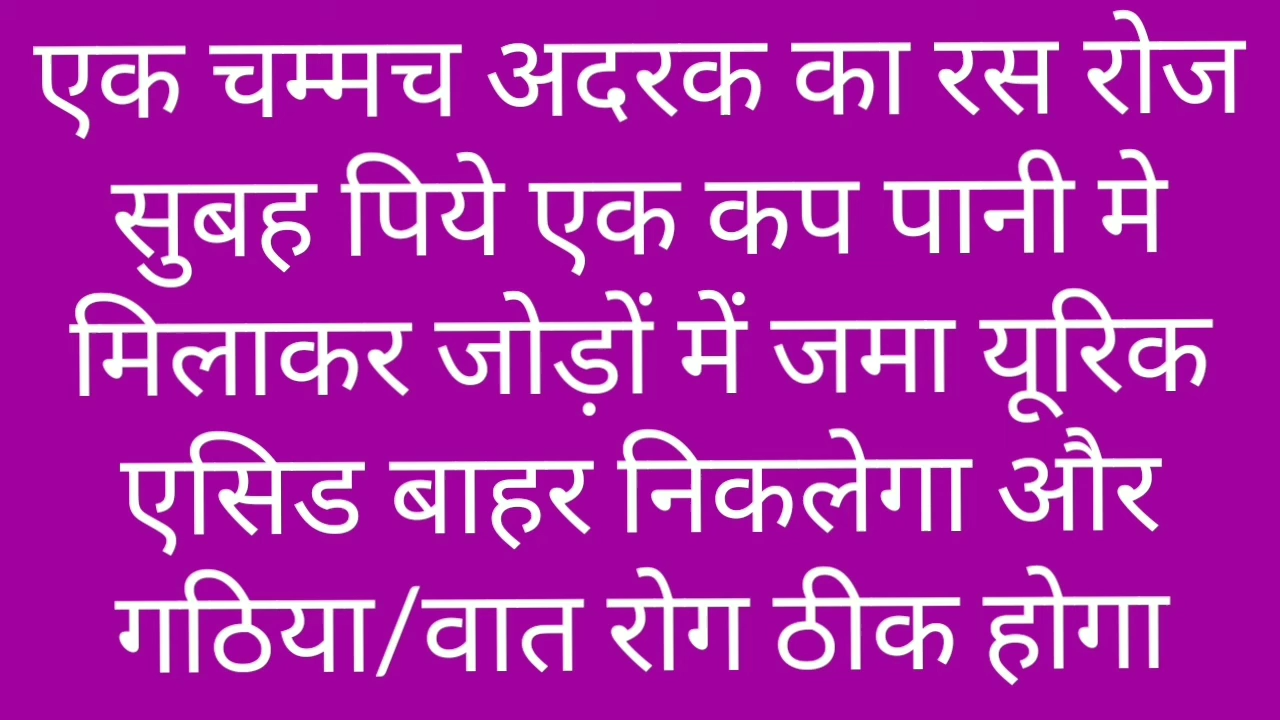 एक चम्मच अदरक का रस रोज
सुबह पिये एक कप पानी मे
मिलाकर जोड़ों में जमा यूरिक
एसिड बाहर निकलेगा और
गठिया/वात रोग ठीक होगा